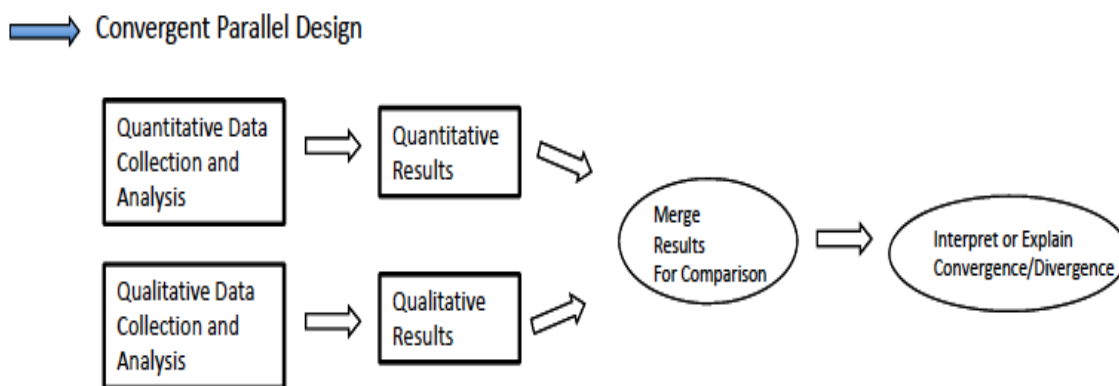 Convergent Parallel Design
Quantitative Data
Collection and
Analysis
Quantitative
Results
Qualitative Data
Collection and
Analysis
Qualitative
Results
Merge
Results
For Comparison
Interpret or Explain
Convergence/Divergence